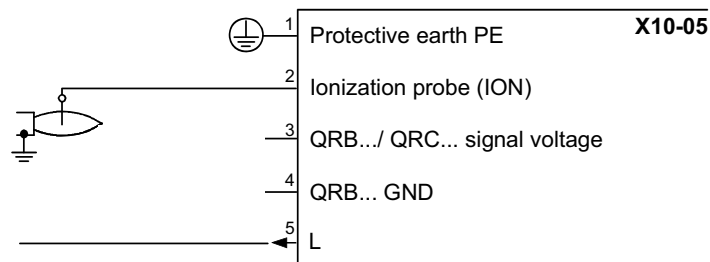 X10-05
1 Protective earth PE
2 Ionization probe (ION)
3 QRB.../ QRC... signal voltage
4 QRB... GND
5 L